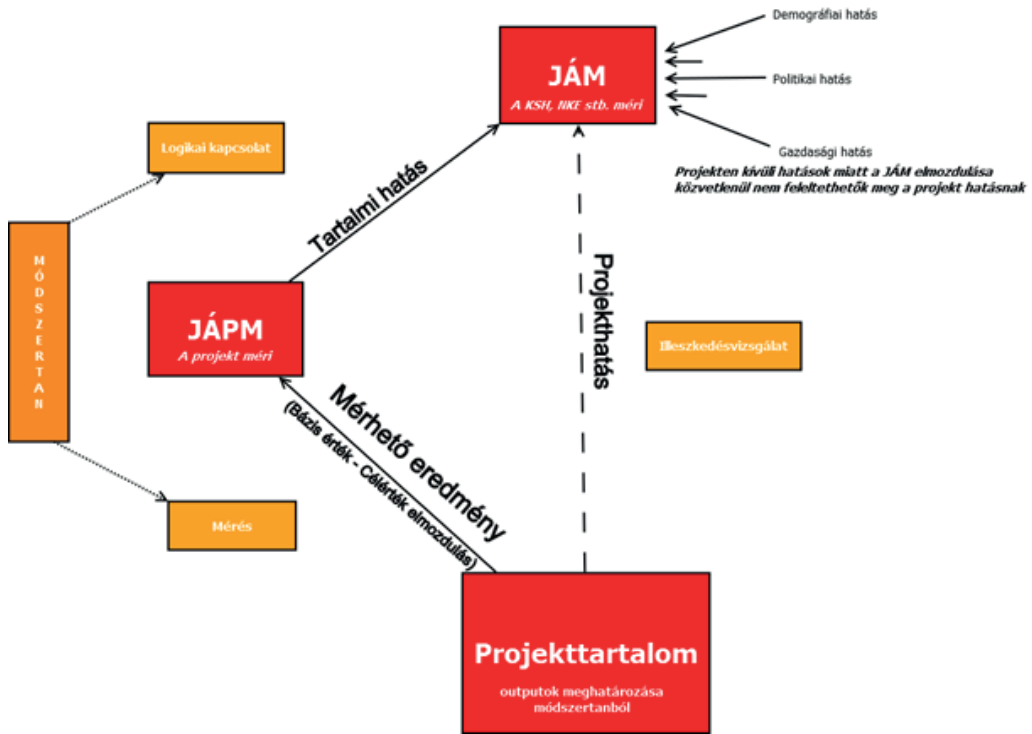 Demográfiai hatás
JÁM
A KSH, NKE stb. méri
Politikai hatás
Gazdasági hatás
Projekten kívüli hatások miatt a JÁM elmozdulása
közvetlenül nem feleltethetők meg a projekt hatásnak
Logikai kapcsolat
Tartalmi hatás
MÓDSZERTAN
JÁPM
A projekt méri
Projekthatás
Illeszkedésvizsgálat
Mérhető eredmény
(Bázis érték - Célérték elmozdulás)
Mérés
Projekttartalom
outputok meghatározása
módszertanból